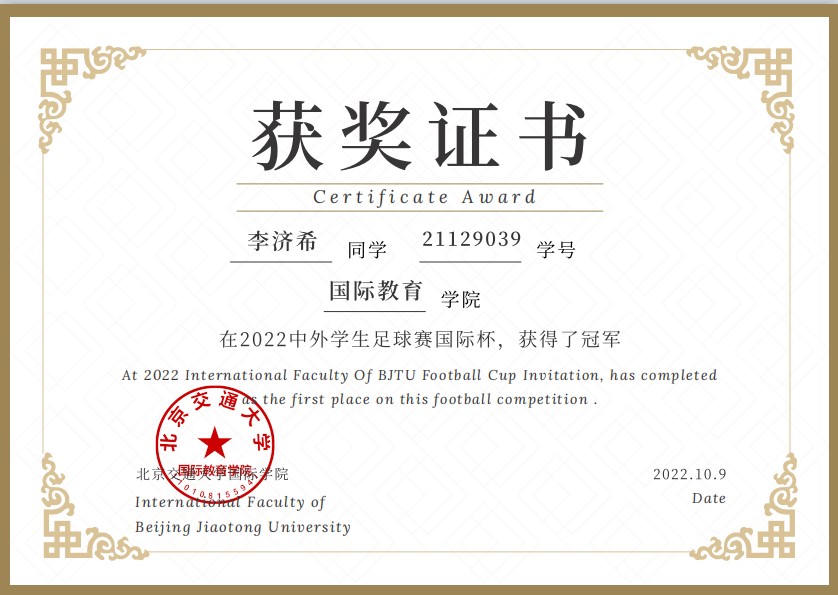 获奖证书
Certificate Award
李济希 同学 21129039 学号
国际教育 学院
在2022中外学生足球赛国际杯，获得了冠军
At 2022 International Faculty Of BJTU Football Cup Invitation, has completed
as the first place on this football competition .
北京交通大学
国际教育学院
北京交通大学国际学院
International Faculty of
Beijing Jiaotong University
2022.10.9
Date